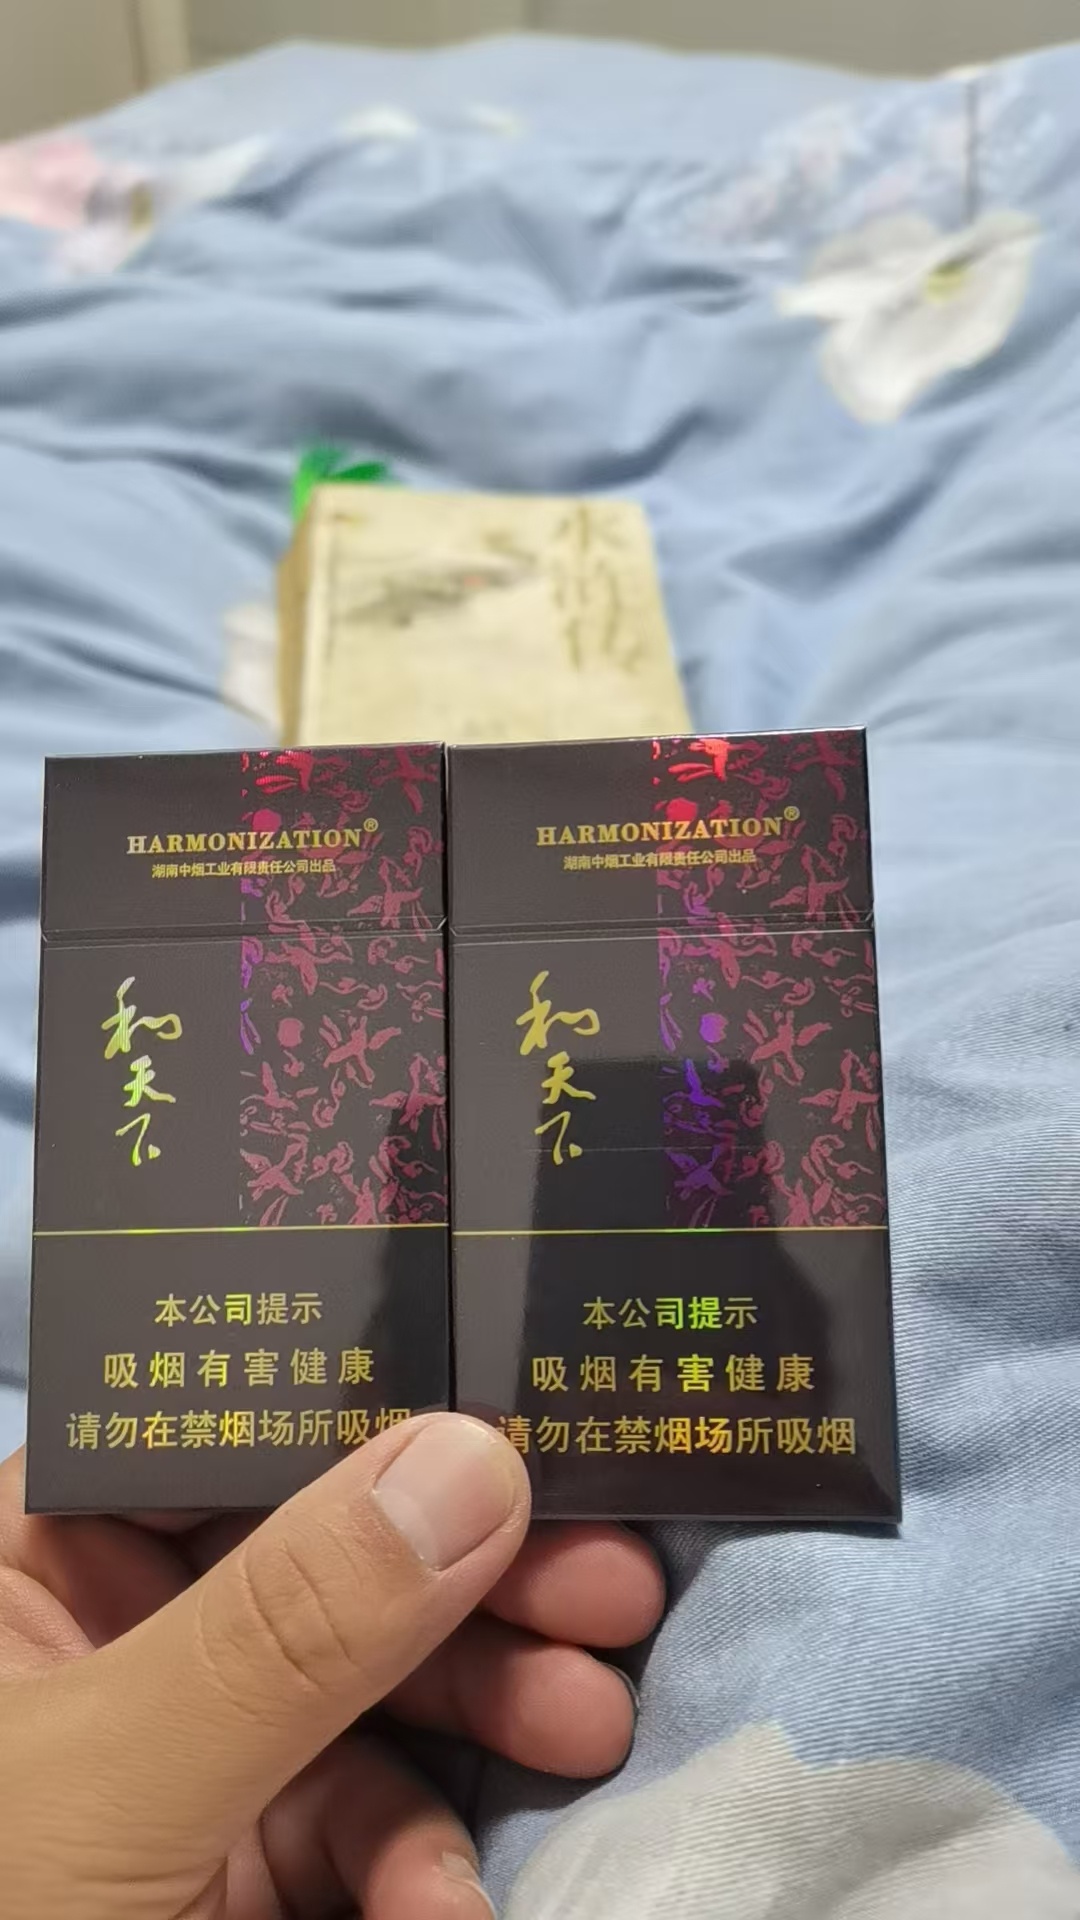 水浒传
HARMONIZATION®
湖南中烟工业有限责任公司出品
和天下
本公司提示
吸烟有害健康
请勿在禁烟场所吸烟
HARMONIZATION®
湖南中烟工业有限责任公司出品
和天下
本公司提示
吸烟有害健康
请勿在禁烟场所吸烟